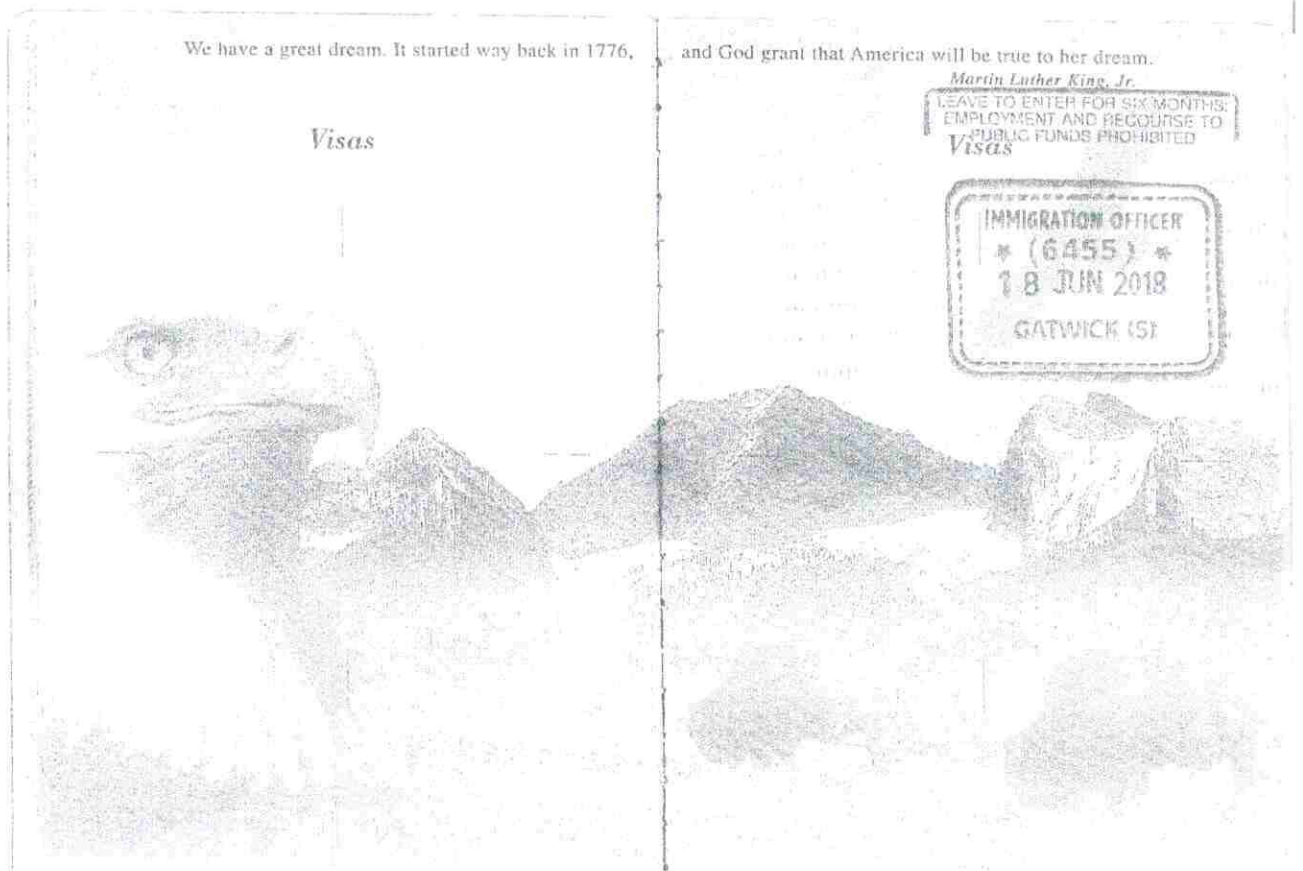 We have a great dream. It started way back in 1776,
and God grant that America will be true to her dream.
Martin Luther King, Jr.
LEAVE TO ENTER FOR SIX MONTHS:
EMPLOYMENT AND RECOURSE TO
PUBLIC FUNDS PROHIBITED
Visas
Visas
IMMIGRATION OFFICER
* (6455) *
18 JUN 2018
GATWICK (S)